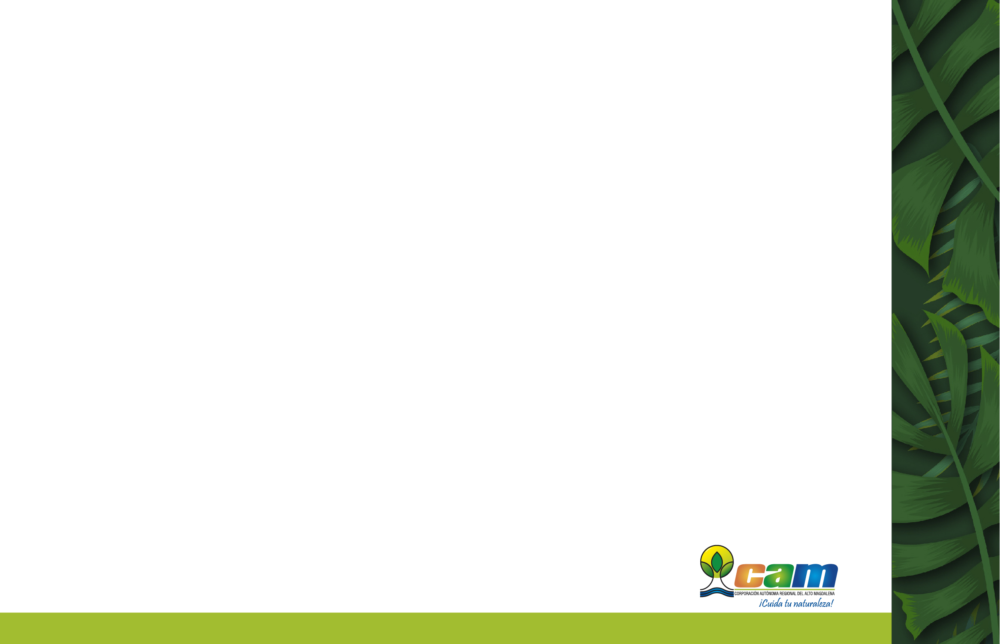 cam
CORPORACIÓN AUTÓNOMA REGIONAL DEL ALTO MAGDALENA
¡Cuida tu naturaleza!